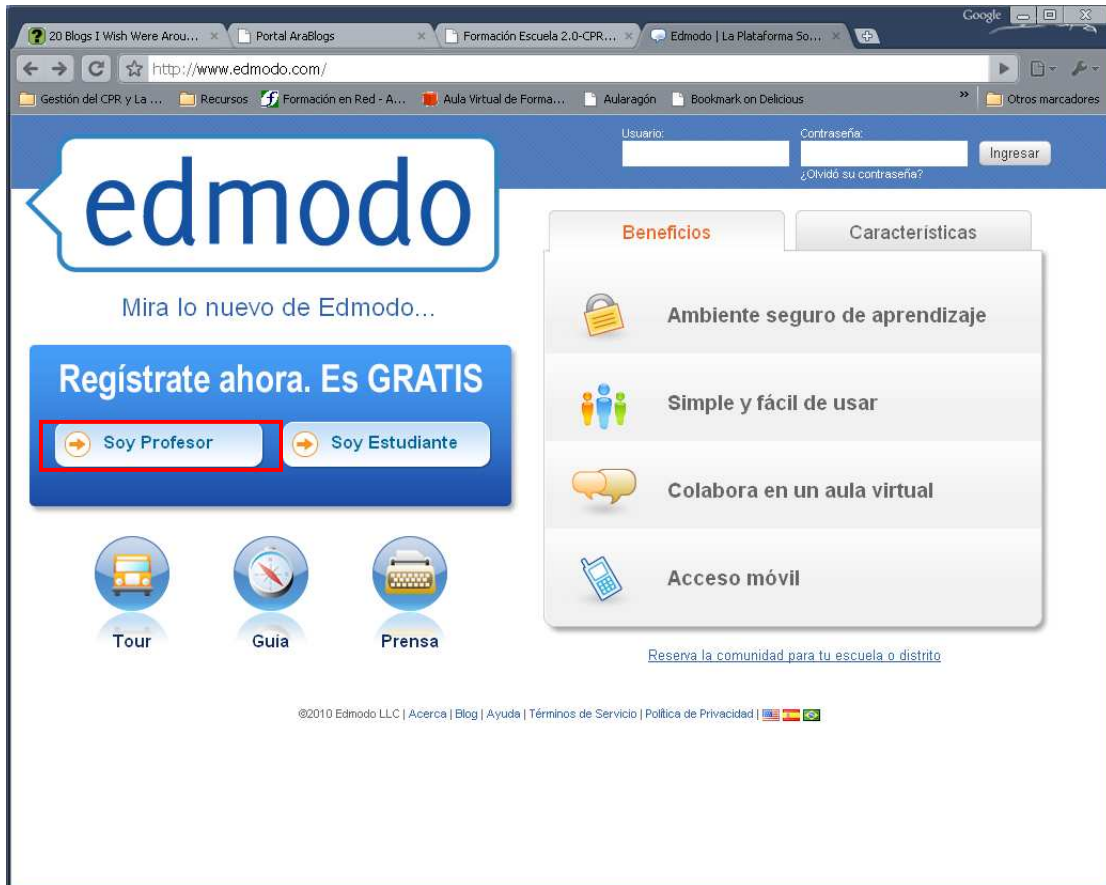 Google
20 Blogs I Wish Were Arou...
Portal AraBlogs
Formación Escuela 2.0-CPR...
Edmodo | La Plataforma So...
http://www.edmodo.com/
Gestión del CPR y La ...
Recursos
Formación en Red - A...
Aula Virtual de Forma...
Aularagón
Bookmark on Delicious
»
Otros marcadores
Usuario:
Contraseña:
Ingresar
¿Olvidó su contraseña?
edmodo
Mira lo nuevo de Edmodo...
Regístrate ahora. Es GRATIS
Soy Profesor
Soy Estudiante
Tour
Guía
Prensa
Beneficios
Características
Ambiente seguro de aprendizaje
Simple y fácil de usar
Colabora en un aula virtual
Acceso móvil
Reserva la comunidad para tu escuela o distrito
©2010 Edmodo LLC | Acerca | Blog | Ayuda | Términos de Servicio | Política de Privacidad |